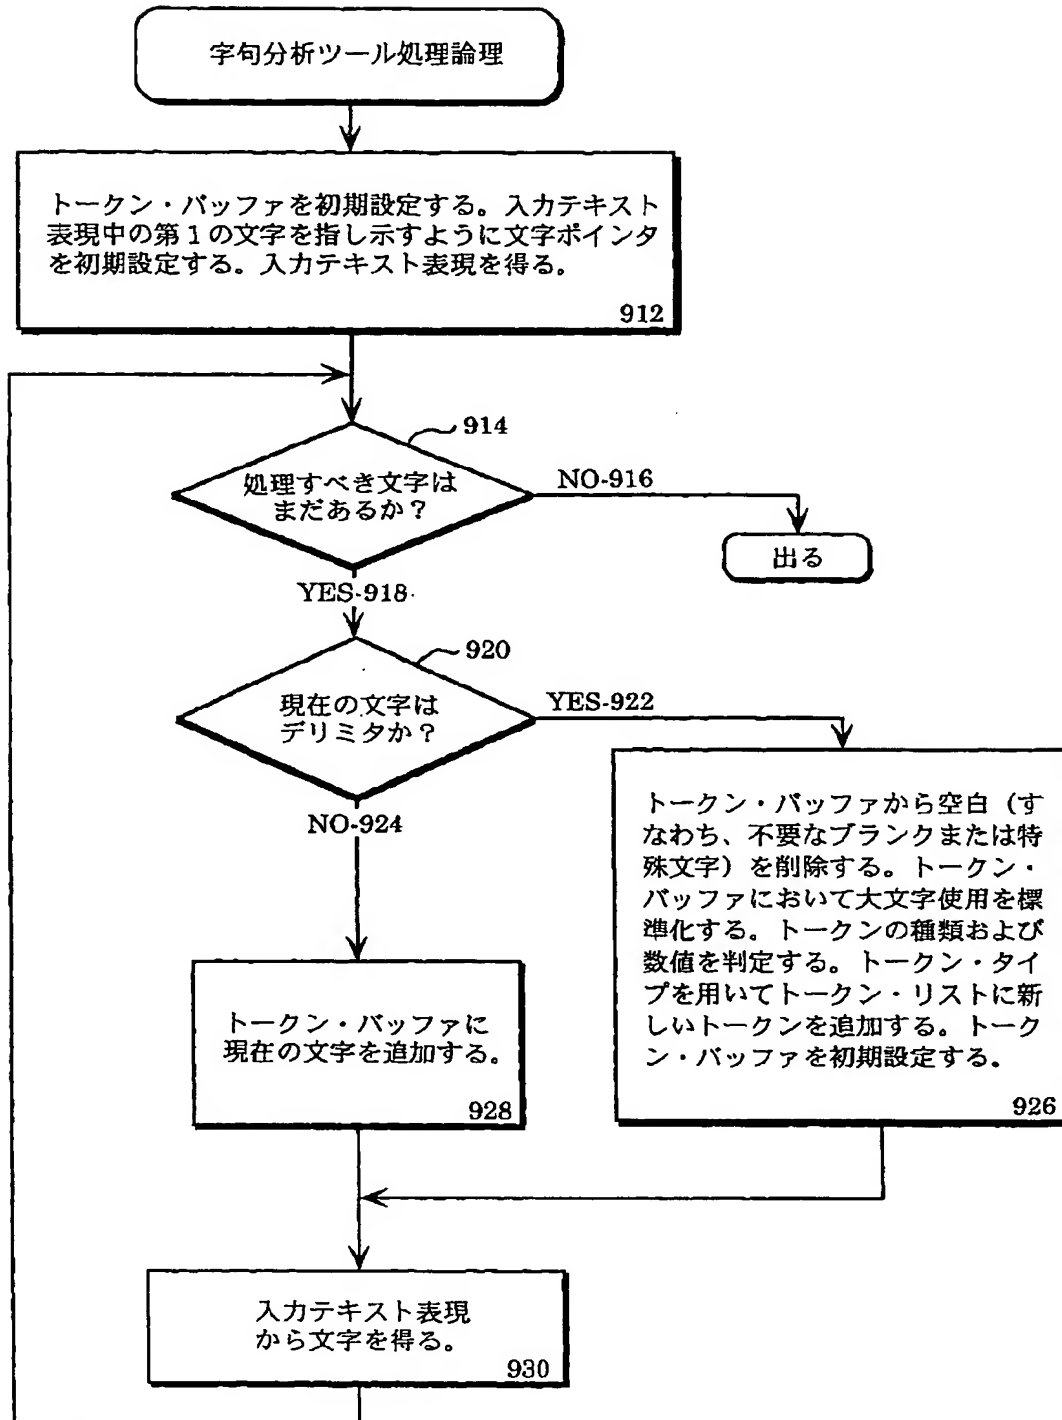 字句分析ツール処理論理
トークン・バッファを初期設定する。入力テキスト
表現中の第1の文字を指し示すように文字ポインタ
を初期設定する。入力テキスト表現を得る。
912
914
処理すべき文字は
まだあるか?
NO-916
出る
YES-918
920
現在の文字は
デリミタか?
YES-922
NO-924
トークン・バッファから空白(す
なわち、不要なブランクまたは特
殊文字)を削除する。トークン・
バッファにおいて大文字使用を標
準化する。トークンの種類および
数値を判定する。トークン・タイ
プを用いてトークン・リストに新
しいトークンを追加する。トーク
ン・バッファを初期設定する。
926
トークン・バッファに
現在の文字を追加する。
928
入力テキスト表現
から文字を得る。
930